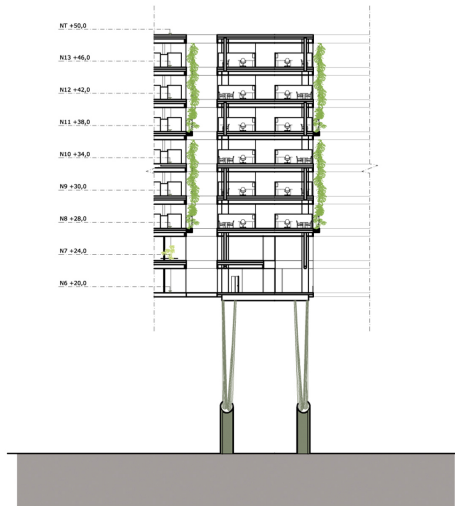 NT +50,0
N13 +46,0
N12 +42,0
N11 +38,0
N10 +34,0
N9 +30,0
N8 +28,0
N7 +24,0
N6 +20,0